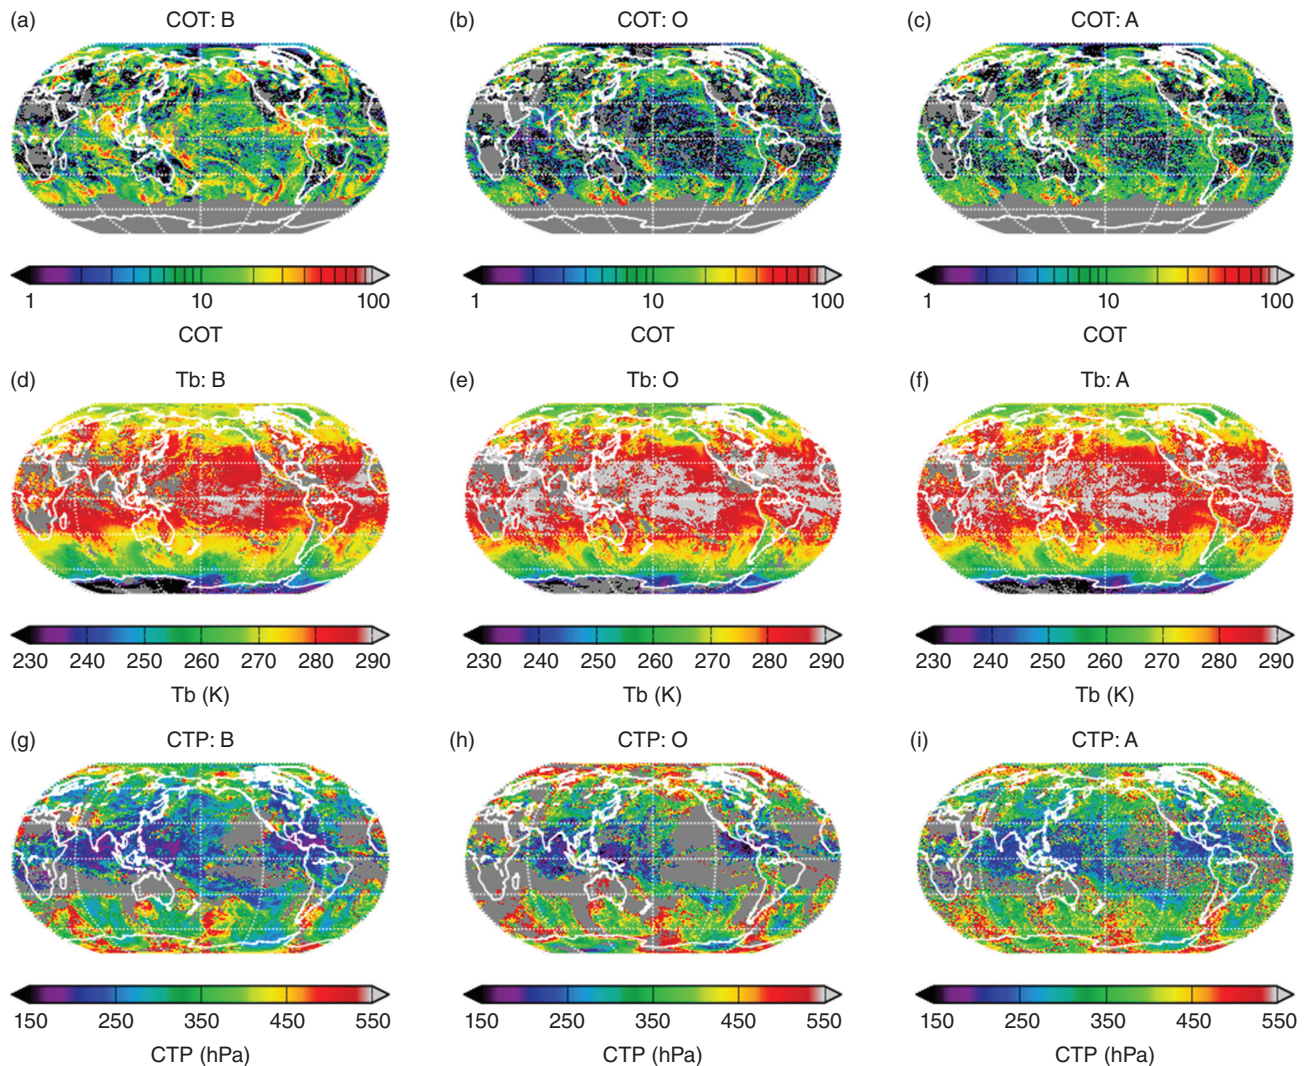 (a) COT: B
(b) COT: O
(c) COT: A
1 10 100
COT
1 10 100
COT
1 10 100
COT
(d) Tb: B
(e) Tb: O
(f) Tb: A
230 240 250 260 270 280 290
Tb (K)
230 240 250 260 270 280 290
Tb (K)
230 240 250 260 270 280 290
Tb (K)
(g) CTP: B
(h) CTP: O
(i) CTP: A
150 250 350 450 550
CTP (hPa)
150 250 350 450 550
CTP (hPa)
150 250 350 450 550
CTP (hPa)